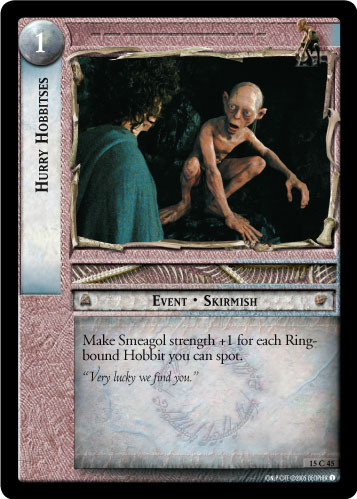 1
HURRY HOBBITSES
EVENT • SKIRMISH
Make Smeagol strength +1 for each Ring-
bound Hobbit you can spot.
"Very lucky we find you."
15 C 45